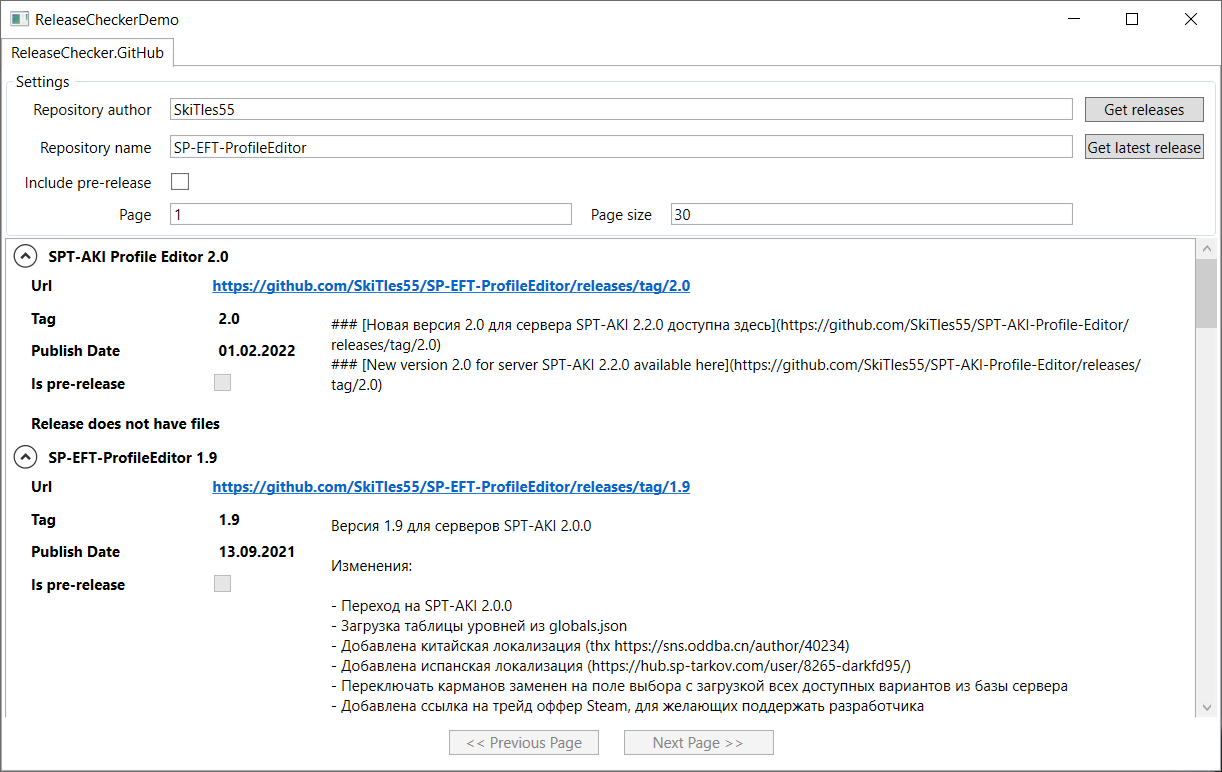 ReleaseCheckerDemo
ReleaseChecker.GitHub
Settings
Repository author SkiTles55 Get releases
Repository name SP-EFT-ProfileEditor Get latest release
Include pre-release
Page 1 Page size 30
SPT-AKI Profile Editor 2.0
Url https://github.com/SkiTles55/SP-EFT-ProfileEditor/releases/tag/2.0
Tag 2.0
Publish Date 01.02.2022
Is pre-release
### [Новая версия 2.0 для сервера SPT-AKI 2.2.0 доступна здесь](https://github.com/SkiTles55/SPT-AKI-Profile-Editor/
releases/tag/2.0)
### [New version 2.0 for server SPT-AKI 2.2.0 available here](https://github.com/SkiTles55/SPT-AKI-Profile-Editor/releases/
tag/2.0)
Release does not have files
SP-EFT-ProfileEditor 1.9
Url https://github.com/SkiTles55/SP-EFT-ProfileEditor/releases/tag/1.9
Tag 1.9
Publish Date 13.09.2021
Is pre-release
Версия 1.9 для серверов SPT-AKI 2.0.0
Изменения:
- Переход на SPT-AKI 2.0.0
- Загрузка таблицы уровней из globals.json
- Добавлена китайская локализация (thx https://sns.oddba.cn/author/40234)
- Добавлена испанская локализация (https://hub.sp-tarkov.com/user/8265-darkfd95/)
- Переключать карманов заменен на поле выбора с загрузкой всех доступных вариантов из базы сервера
- Добавлена ссылка на трейд оффер Steam, для желающих поддержать разработчика
<< Previous Page Next Page >>